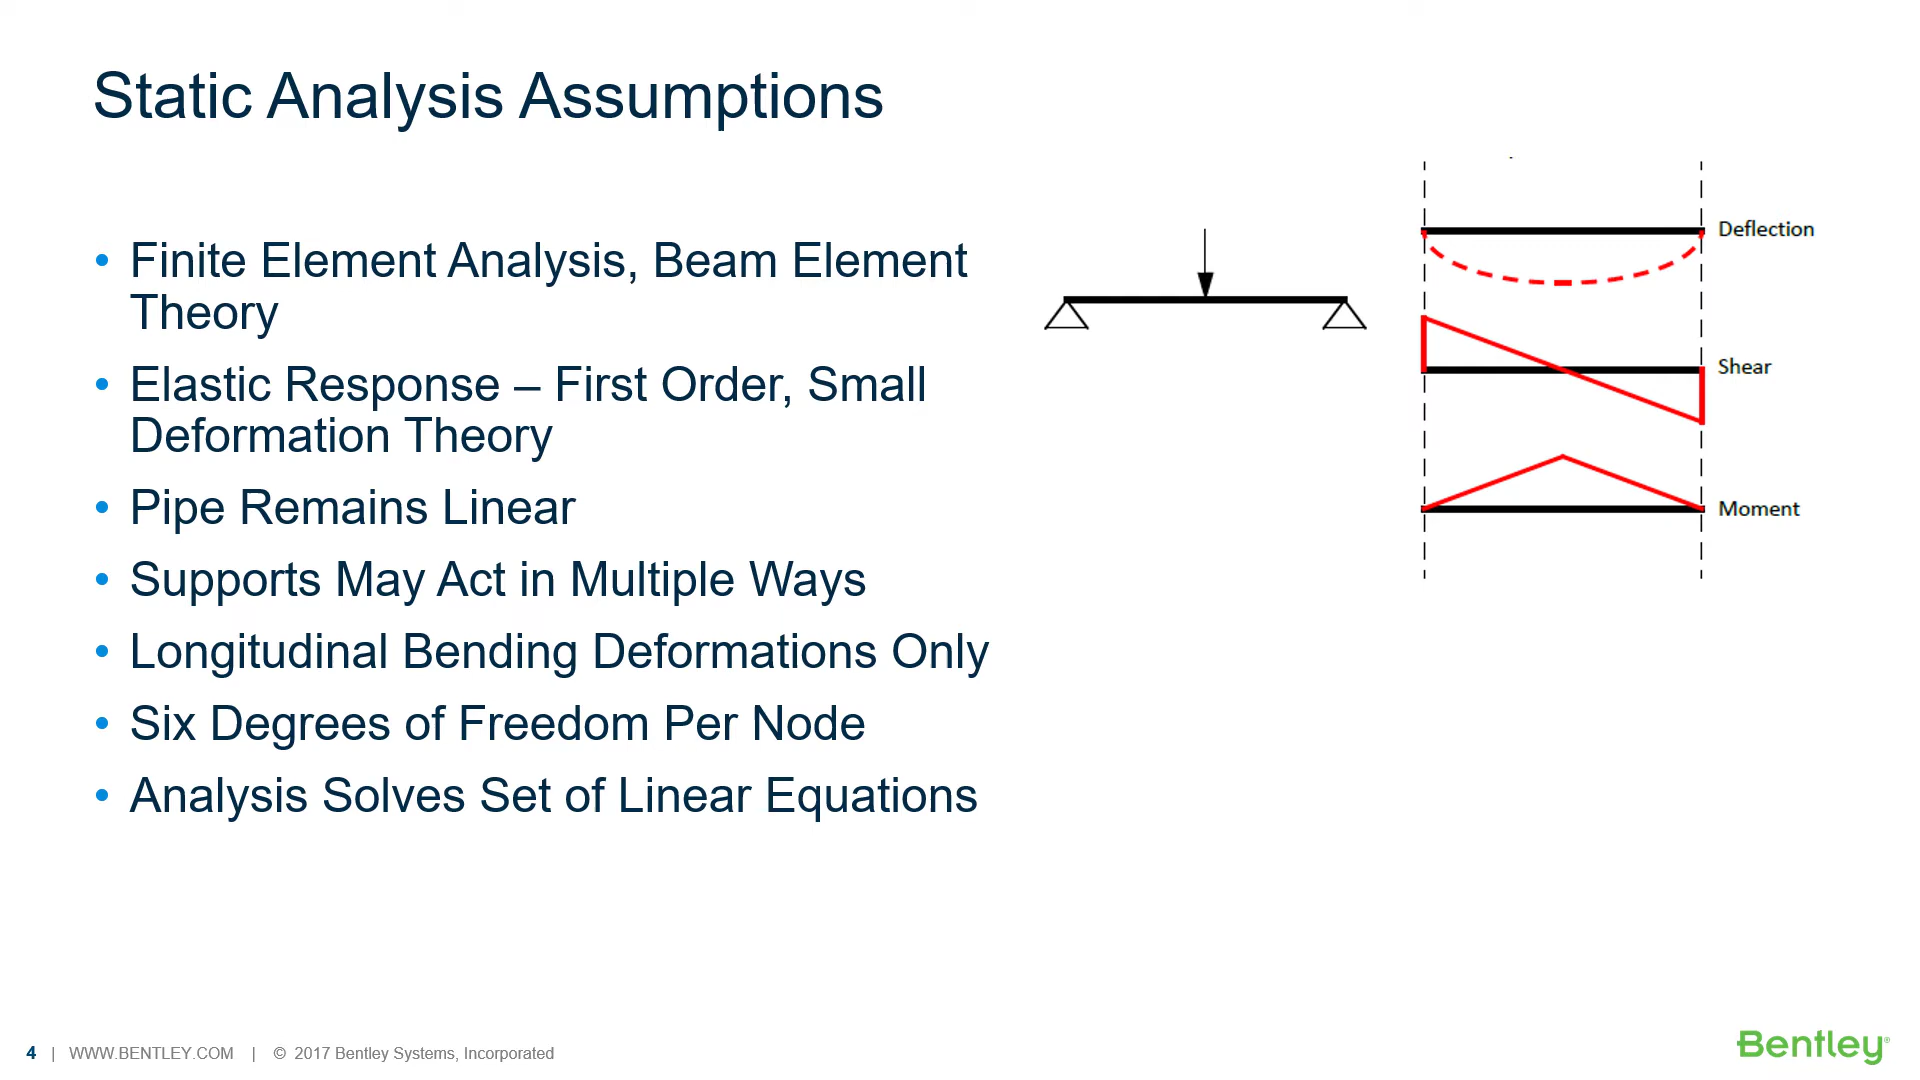 Static Analysis Assumptions
• Finite Element Analysis, Beam Element
Theory
• Elastic Response – First Order, Small
Deformation Theory
• Pipe Remains Linear
• Supports May Act in Multiple Ways
• Longitudinal Bending Deformations Only
• Six Degrees of Freedom Per Node
• Analysis Solves Set of Linear Equations
Deflection
Shear
Moment
4 | WWW.BENTLEY.COM | © 2017 Bentley Systems, Incorporated
Bentley®